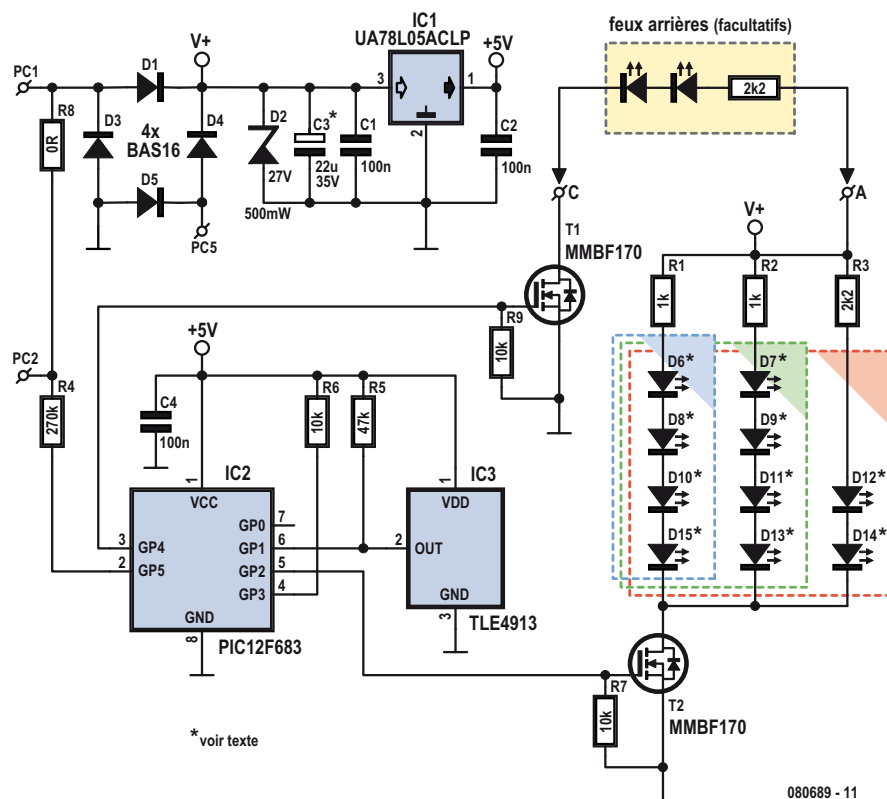 IC1
UA78L05ACLP
feux arrières (facultatifs)
V+
+5V
PC1
D1
3
1
2
R8
0R
D3
4x
BAS16
D4
D5
PC5
D2
27V
500mW
C3*
22u
35V
C1
100n
C2
100n
2k2
C
A
T1
MMBF170
V+
R1
1k
R2
1k
R3
2k2
R9
10k
+5V
PC2
R4
270k
C4
100n
R6
10k
R5
47k
D6*
D7*
D8*
D9*
D10*
D11*
D12*
D15*
D13*
D14*
IC2
1
VCC
GP0
7
3
GP4
GP1
6
2
GP5
GP2
5
GP3
4
GND
8
PIC12F683
IC3
1
VDD
2
OUT
GND
3
TLE4913
R7
10k
T2
MMBF170
*voir texte
080689 - 11